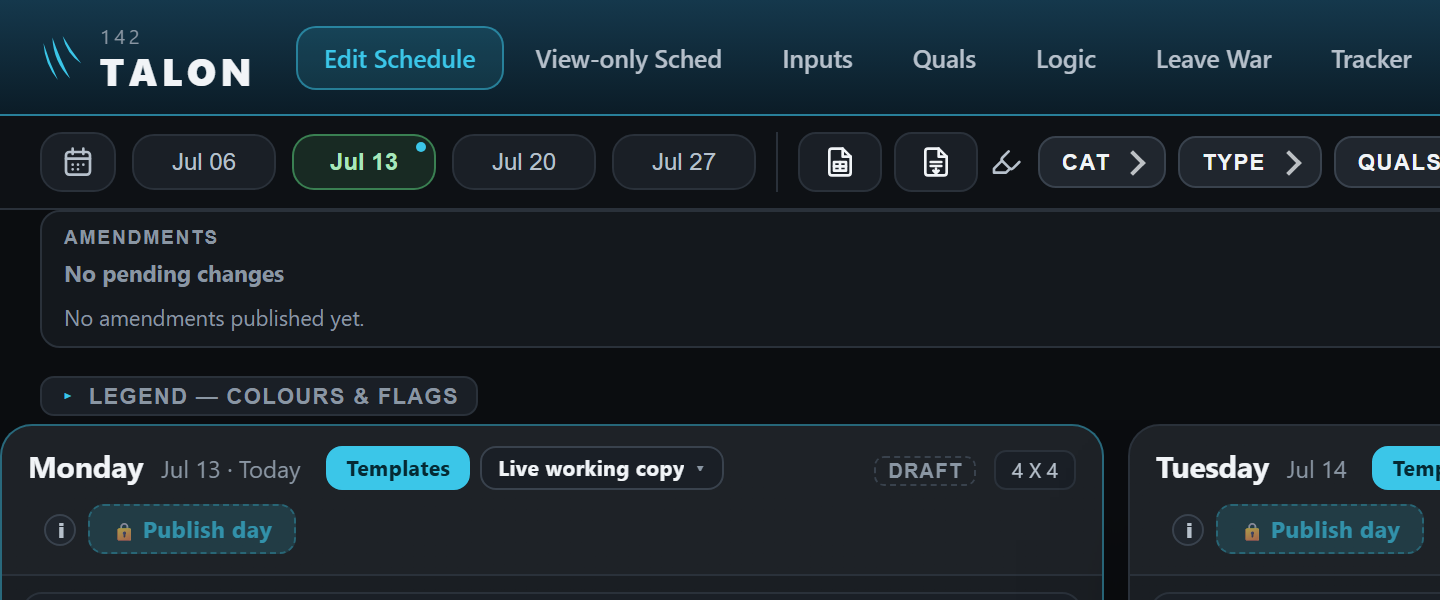 142
TALON
Edit Schedule
View-only Sched
Inputs
Quals
Logic
Leave War
Tracker
Jul 06
Jul 13
Jul 20
Jul 27
CAT
TYPE
QUALS
AMENDMENTS
No pending changes
No amendments published yet.
LEGEND — COLOURS & FLAGS
Monday Jul 13 · Today
Templates
Live working copy
DRAFT
4 X 4
i
Publish day
Tuesday Jul 14
i
Publish day